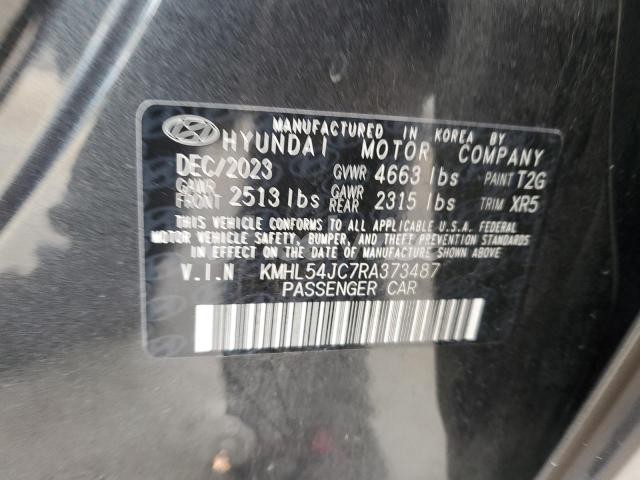 MANUFACTURED IN KOREA BY
HYUNDAI MOTOR COMPANY
DEC/2023 GVWR 4663 lbs PAINT T2G
GAWR FRONT 2513 lbs GAWR REAR 2315 lbs TRIM XR5
THIS VEHICLE CONFORMS TO ALL APPLICABLE U.S.A. FEDERAL
MOTOR VEHICLE SAFETY, BUMPER, AND THEFT PREVENTION STANDARDS
IN EFFECT ON THE DATE OF MANUFACTURE SHOWN ABOVE.
V.I.N KMHL54JC7RA373487
PASSENGER CAR